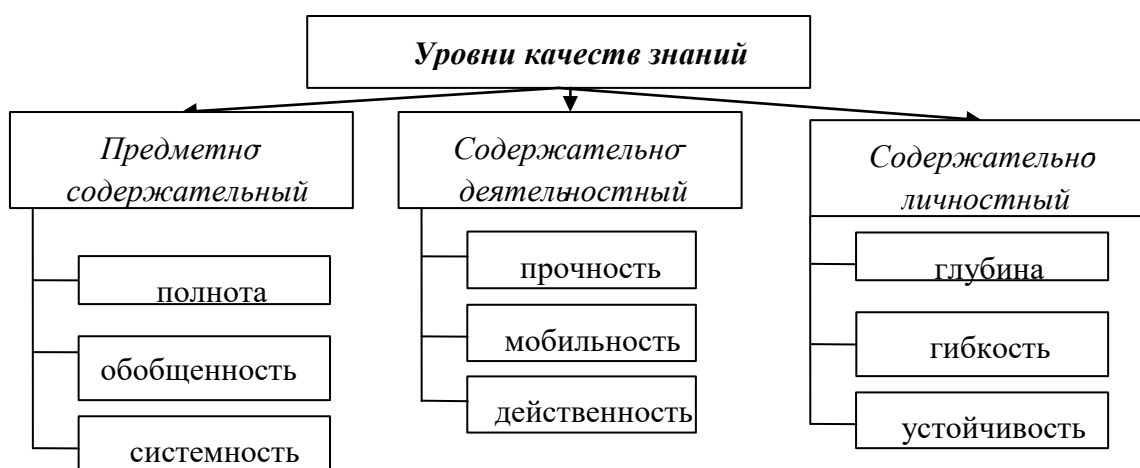 Уровни качеств знаний
Предметно-
содержательный
Содержательно-
деятельностный
Содержательно
личностный
полнота
обобщенность
системность
прочность
мобильность
действенность
глубина
гибкость
устойчивость